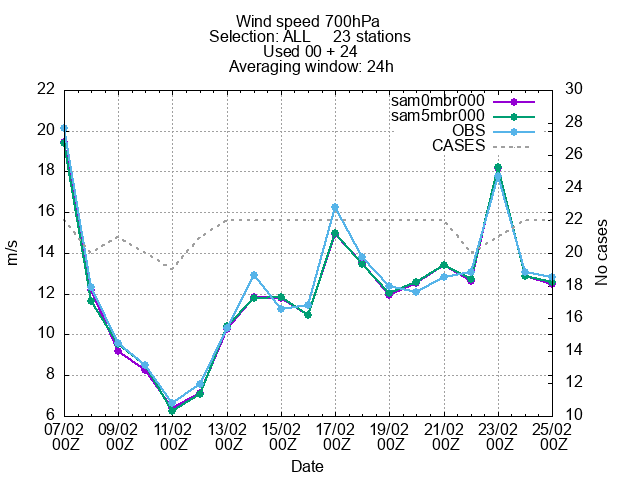 Wind speed 700hPa
Selection: ALL 23 stations
Used 00 + 24
Averaging window: 24h
sam0mbr000
sam5mbr000
OBS
CASES
22
20
18
16
14
12
10
8
6
m/s
30
28
26
24
22
20
18
16
14
12
10
No cases
07/02 09/02 11/02 13/02 15/02 17/02 19/02 21/02 23/02 25/02
00Z 00Z 00Z 00Z 00Z 00Z 00Z 00Z 00Z 00Z
Date